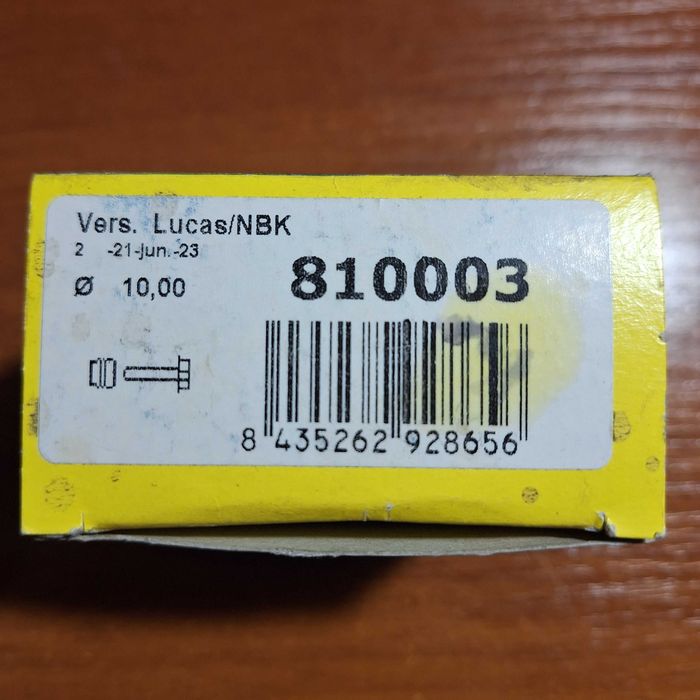 Vers. Lucas/NBK
2 -21-jun.-23
Ø 10,00
810003
8 435262 928656